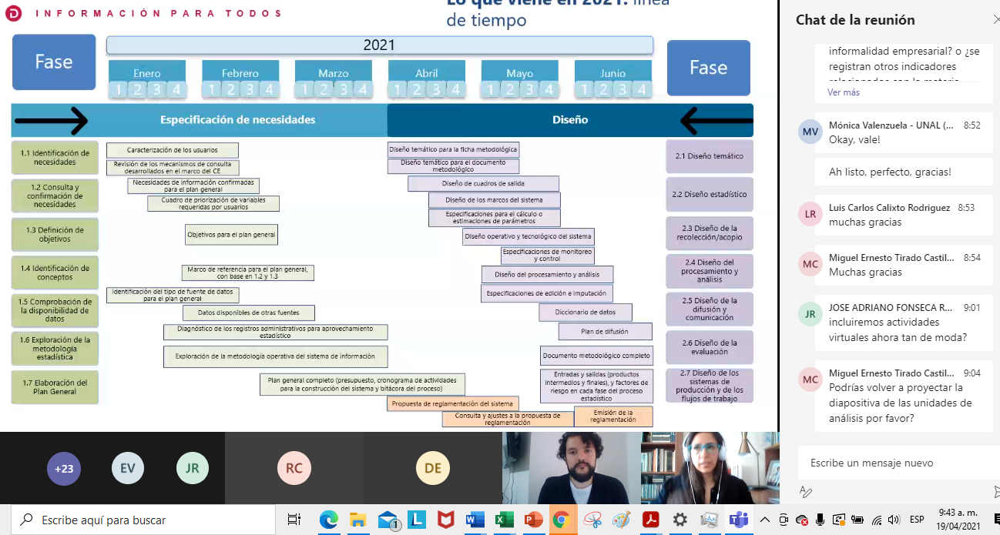 INFORMACIÓN PARA TODOS
Lo que viene en 2021: línea
de tiempo
Fase
2021
Fase
Enero
Febrero
Marzo
Abril
Mayo
Junio
1 2 3 4
1 2 3 4
1 2 3 4
1 2 3 4
1 2 3 4
1 2 3 4
Especificación de necesidades
Diseño
1.1 Identificación de
necesidades
1.2 Consulta y
confirmación de
necesidades
1.3 Definición de
objetivos
1.4 Identificación de
conceptos
1.5 Comprobación de
la disponibilidad de
datos
1.6 Exploración de la
metodología
estadística
1.7 Elaboración del
Plan General
Caracterización de los usuarios
Revisión de los mecanismos de consulta
desarrollados en el marco del CE
Necesidades de información confirmadas
para el plan general
Cuadro de priorización de variables
requeridas por usuarios
Objetivos para el plan general
Marco de referencia para el plan general,
con base en 1.2 y 1.3
Identificación del tipo de fuente de datos
para el plan general
Datos disponibles de otras fuentes
Diagnóstico de los registros administrativos para aprovechamiento
estadístico
Exploración de la metodología operativa del sistema de información
Plan general completo (presupuesto, cronograma de actividades
para la construcción del sistema y bitácora del proceso)
Propuesta de reglamentación del sistema
Consulta y ajustes a la propuesta de
reglamentación
Emisión de la
reglamentación
Diseño temático para la ficha metodológica
Diseño temático para el documento
metodológico
Diseño de cuadros de salida
Diseño de los marcos del sistema
Especificaciones para el cálculo o
estimaciones de parámetros
Diseño operativo y tecnológico del sistema
Especificaciones de monitoreo
y control
Diseño del procesamiento y análisis
Especificaciones de edición e imputación
Diccionario de datos
Plan de difusión
Documento metodológico completo
Entradas y salidas (productos
intermedios y finales), y factores de
riesgo en cada fase del proceso
estadístico
2.1 Diseño temático
2.2 Diseño estadístico
2.3 Diseño de la
recolección/acopio
2.4 Diseño del
procesamiento y
análisis
2.5 Diseño de la
difusión y
comunicación
2.6 Diseño de la
evaluación
2.7 Diseño de los
sistemas de
producción y de los
flujos de trabajo
+23
EV
JR
RC
DE
Chat de la reunión
informalidad empresarial? o ¿se
registran otros indicadores
relacionados con la materia
Ver más
MV
Mónica Valenzuela - UNAL (... 8:52
Okay, vale!
Ah listo, perfecto, gracias!
LR
Luis Carlos Calixto Rodriguez 8:53
muchas gracias
MC
Miguel Ernesto Tirado Castil... 8:54
Muchas gracias
JR
JOSE ADRIANO FONSECA R... 9:01
incluiremos actividades
virtuales ahora tan de moda?
MC
Miguel Ernesto Tirado Castil... 9:04
Podrías volver a proyectar la
diapositiva de las unidades de
análisis por favor?
Escribe un mensaje nuevo
Escribe aquí para buscar
1
ESP
9:43 a. m.
19/04/2021